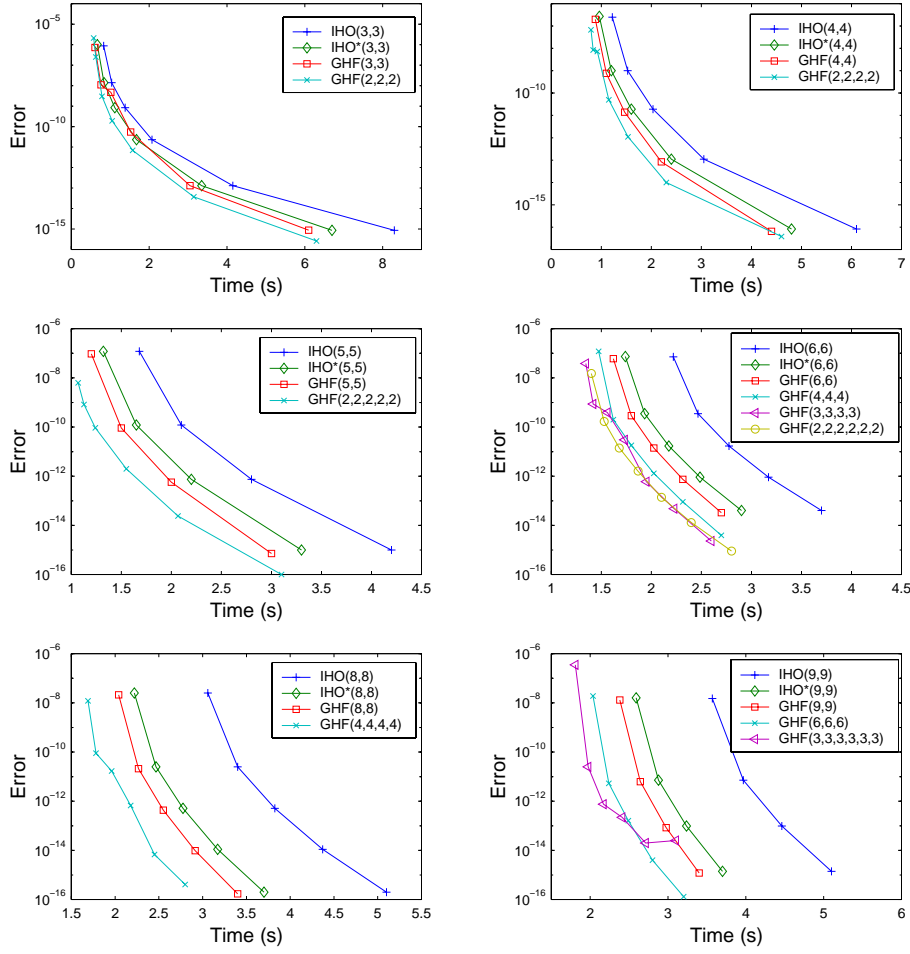 10−5
10−10
10−15
Error
0 2 4 6 8
Time (s)
IHO(3,3)
IHO*(3,3)
GHF(3,3)
GHF(2,2,2)
10−10
10−15
Error
0 1 2 3 4 5 6 7
Time (s)
IHO(4,4)
IHO*(4,4)
GHF(4,4)
GHF(2,2,2,2)
10−6
10−8
10−10
10−12
10−14
10−16
Error
1 1.5 2 2.5 3 3.5 4 4.5
Time (s)
IHO(5,5)
IHO*(5,5)
GHF(5,5)
GHF(2,2,2,2,2)
10−6
10−8
10−10
10−12
10−14
10−16
Error
1 1.5 2 2.5 3 3.5 4 4.5
Time (s)
IHO(6,6)
IHO*(6,6)
GHF(6,6)
GHF(4,4,4)
GHF(3,3,3,3)
GHF(2,2,2,2,2,2)
10−6
10−8
10−10
10−12
10−14
10−16
Error
1.5 2 2.5 3 3.5 4 4.5 5 5.5
Time (s)
IHO(8,8)
IHO*(8,8)
GHF(8,8)
GHF(4,4,4,4)
10−6
10−8
10−10
10−12
10−14
10−16
Error
2 3 4 5 6
Time (s)
IHO(9,9)
IHO*(9,9)
GHF(9,9)
GHF(6,6,6)
GHF(3,3,3,3,3,3)